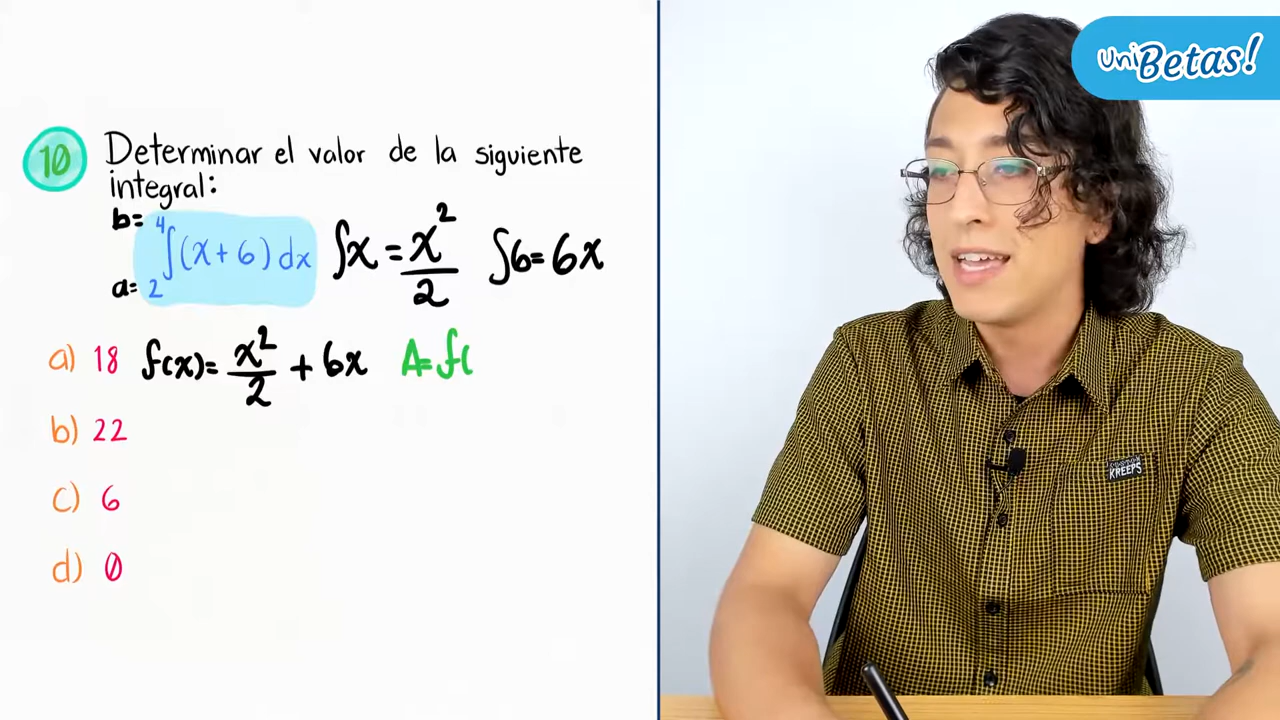 UniBetas!
10 Determinar el valor de la siguiente
integral:
b= 4
∫(x+6) dx ∫x = x²/2 ∫6 = 6x
a= 2
a) 18 f(x) = x²/2 + 6x A=f(
b) 22
c) 6
d) 0
KREEPS